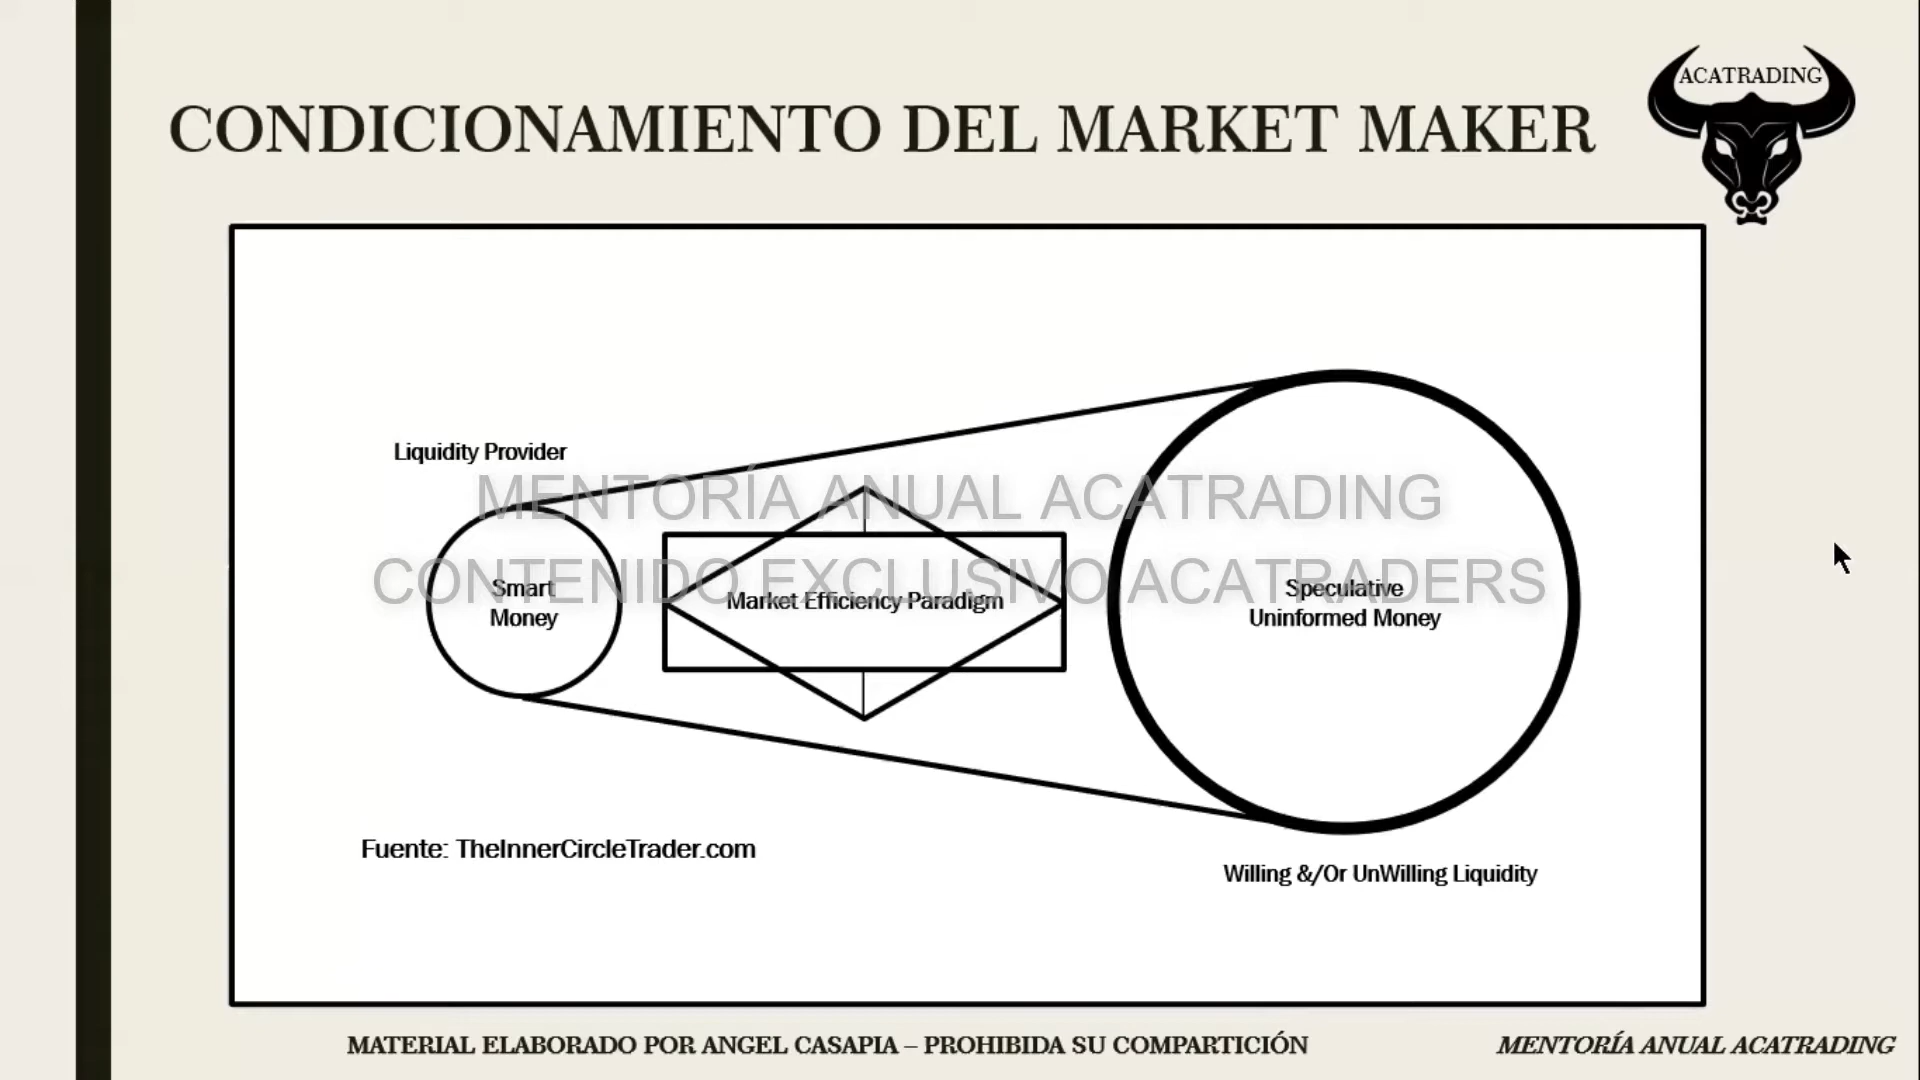 ACATRADING
CONDICIONAMIENTO DEL MARKET MAKER
Liquidity Provider
MENTORÍA ANUAL ACATRADING
CONTENIDO EXCLUSIVO ACATRADERS
Smart
Money
Market Efficiency Paradigm
Speculative
Uninformed Money
Fuente: TheInnerCircleTrader.com
Willing &/Or UnWilling Liquidity
MATERIAL ELABORADO POR ANGEL CASAPIA – PROHIBIDA SU COMPARTICIÓN
MENTORÍA ANUAL ACATRADING